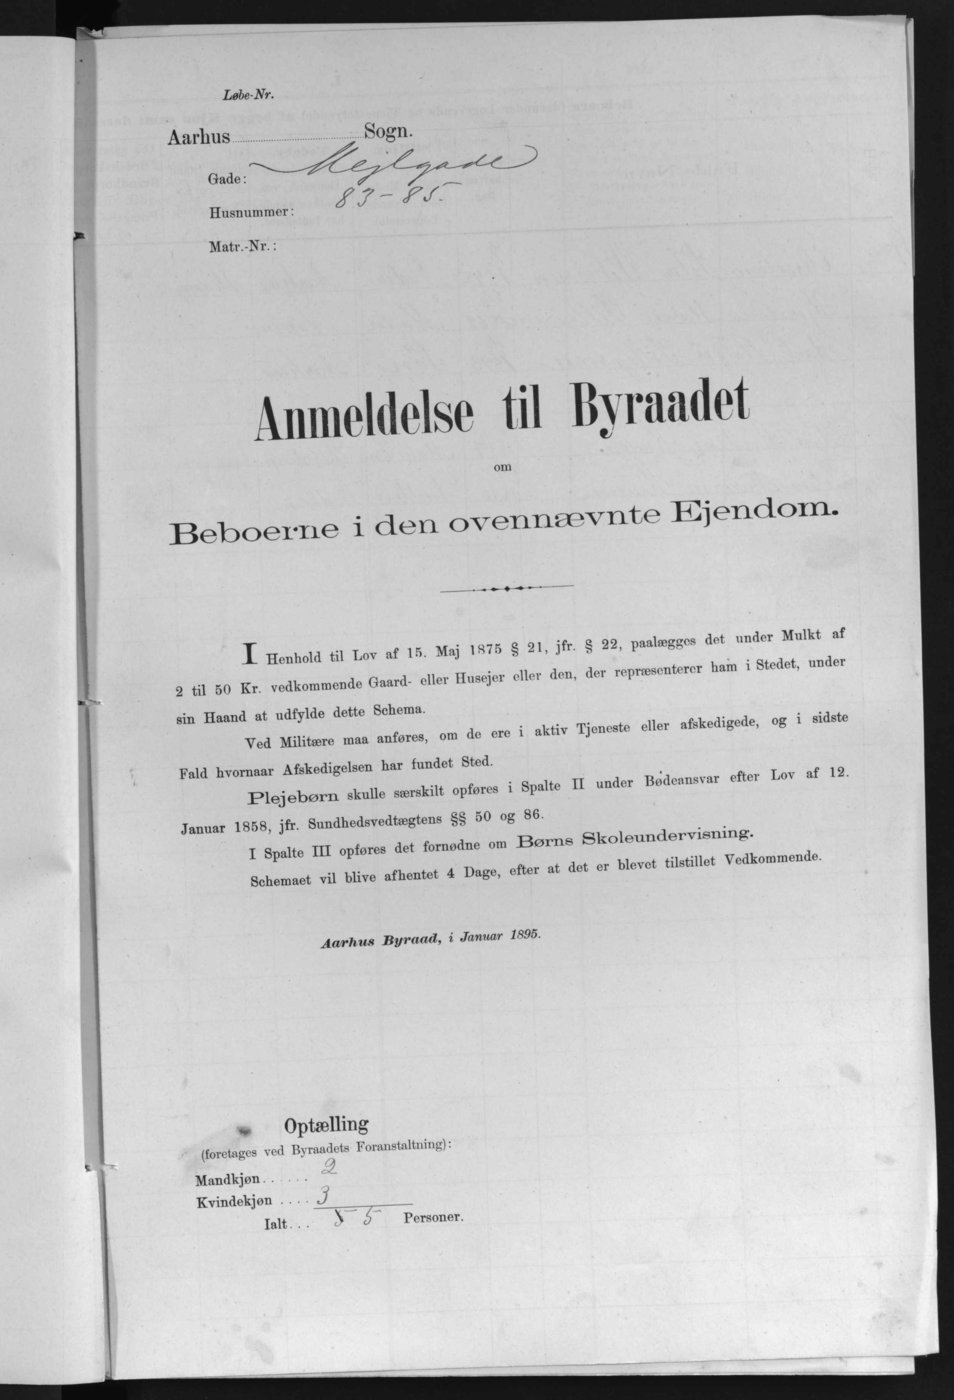 Løbe-Nr.
Aarhus Sogn.
Gade: Mejlgade
Husnummer: 83-85.
Matr.-Nr.:
Anmeldelse til Byraadet
om
Beboerne i den ovennævnte Ejendom.
I Henhold til Lov af 15. Maj 1875 § 21, jfr. § 22, paalægges det under Mulkt af
2 til 50 Kr. vedkommende Gaard- eller Husejer eller den, der repræsenterer ham i Stedet, under
sin Haand at udfylde dette Schema.
Ved Militære maa anføres, om de ere i aktiv Tjeneste eller afskedigede, og i sidste
Fald hvornaar Afskedigelsen har fundet Sted.
Plejebørn skulle særskilt opføres i Spalte II under Bødeansvar efter Lov af 12.
Januar 1858, jfr. Sundhedsvedtægtens §§ 50 og 86.
I Spalte III opføres det fornødne om Børns Skoleundervisning.
Schemaet vil blive afhentet 4 Dage, efter at det er blevet tilstillet Vedkommende.
Aarhus Byraad, i Januar 1895.
Optælling
(foretages ved Byraadets Foranstaltning):
Mandkjøn...... 2
Kvindekjøn .... 3
Ialt... 5 Personer.